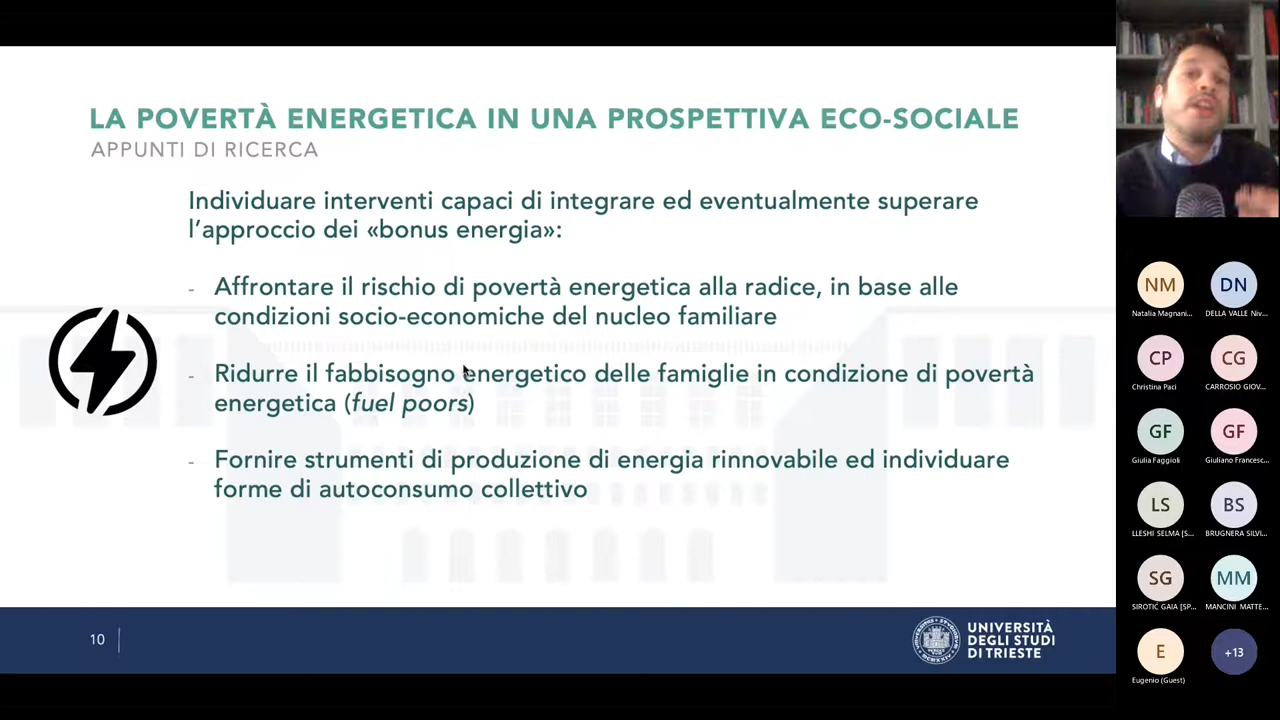 LA POVERTÀ ENERGETICA IN UNA PROSPETTIVA ECO-SOCIALE
APPUNTI DI RICERCA
Individuare interventi capaci di integrare ed eventualmente superare
l'approccio dei «bonus energia»:
- Affrontare il rischio di povertà energetica alla radice, in base alle
condizioni socio-economiche del nucleo familiare
- Ridurre il fabbisogno energetico delle famiglie in condizione di povertà
energetica (fuel poors)
- Fornire strumenti di produzione di energia rinnovabile ed individuare
forme di autoconsumo collettivo
10
UNIVERSITÀ
DEGLI STUDI
DI TRIESTE
NM
DN
Natalia Magnani...
DELLA VALLE Niv...
CP
CG
Christina Paci
CARROSIO GIOV...
GF
GF
Giulia Faggioli
Giuliano Francesc...
LS
BS
LLESHI SELMA [S...
BRUGNERA SILVI...
SG
MM
SIROTIĆ GAIA [SP...
MANCINI MATTE...
E
+13
Eugenio (Guest)